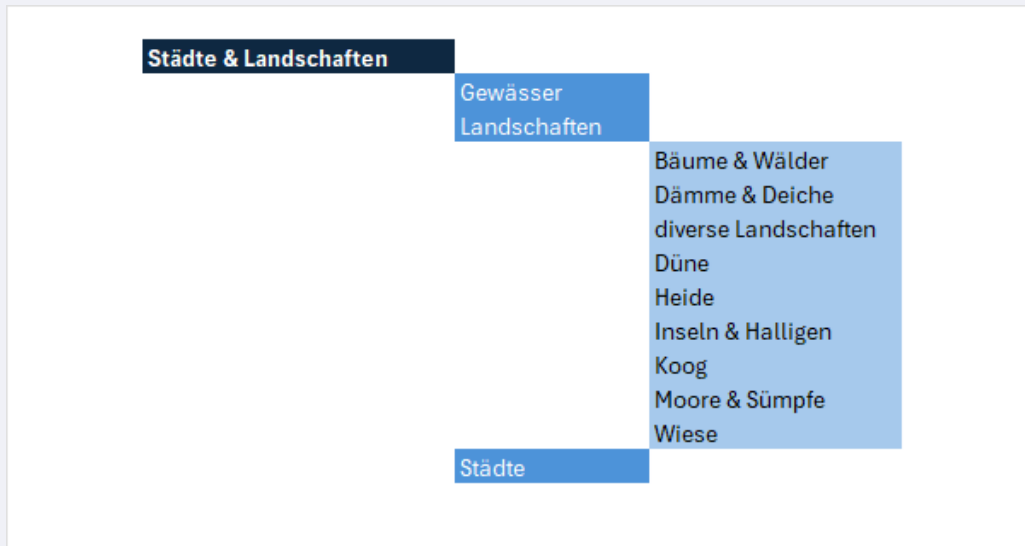 Städte & Landschaften
Gewässer
Landschaften
Bäume & Wälder
Dämme & Deiche
diverse Landschaften
Düne
Heide
Inseln & Halligen
Koog
Moore & Sümpfe
Wiese
Städte